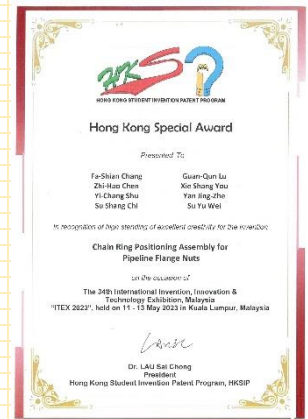 HKSIP
HONG KONG STUDENT INVENTION PATENT PROGRAM
Hong Kong Special Award
Presented To
Fa-Shian Chang Guan-Qun Lu
Zhi-Hao Chen Xin Shang You
Yi-Chang Shu Yan Jing-Zhe
Su Shang Chi Su Yu Wei
In recognition of high standing of excellent creativity for the invention
Chain Ring Positioning Assembly for
Pipeline Flange Nuts
on the occasion of
The 34th International Invention, Innovation &
Technology Exhibition, Malaysia
"ITEX 2023", held on 11 - 13 May 2023 in Kuala Lumpur, Malaysia
Dr. LAU Sai Chong
President
Hong Kong Student Invention Patent Program, HKSIP